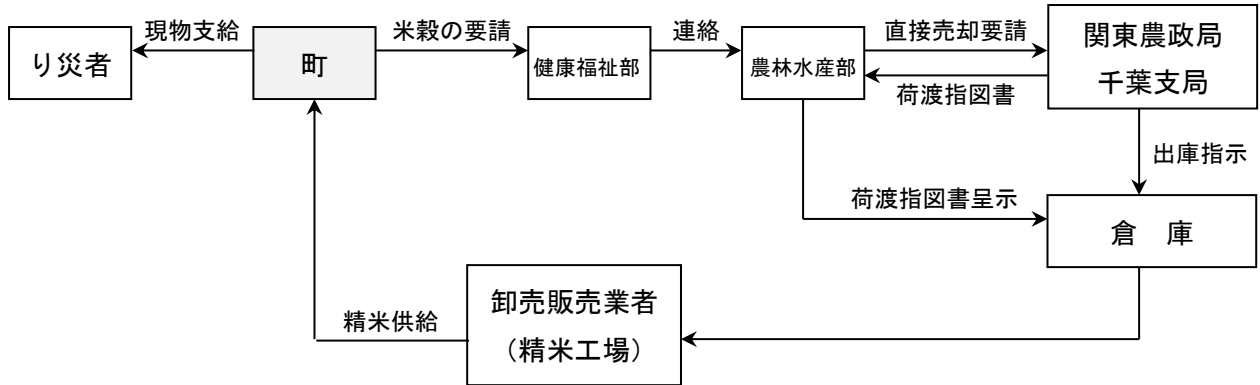 現物支給
米穀の要請
連絡
直接売却要請
り災者
町
健康福祉部
農林水産部
関東農政局
千葉支局
荷渡指図書
出庫指示
荷渡指図書呈示
倉　庫
卸売販売業者
（精米工場）
精米供給